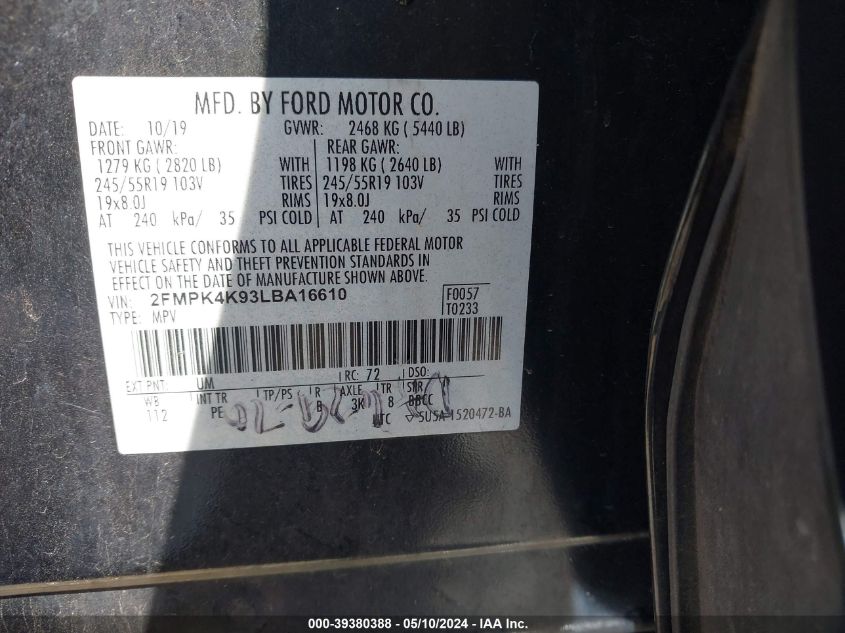 MFD. BY FORD MOTOR CO.
DATE: 10/19 GVWR: 2468 KG ( 5440 LB)
FRONT GAWR: REAR GAWR:
1279 KG ( 2820 LB) WITH 1198 KG ( 2640 LB) WITH
245/55R19 103V TIRES 245/55R19 103V TIRES
19x8.0J RIMS 19x8.0J RIMS
AT 240 kPa/ 35 PSI COLD AT 240 kPa/ 35 PSI COLD
THIS VEHICLE CONFORMS TO ALL APPLICABLE FEDERAL MOTOR
VEHICLE SAFETY AND THEFT PREVENTION STANDARDS IN
EFFECT ON THE DATE OF MANUFACTURE SHOWN ABOVE.
VIN: 2FMPK4K93LBA16610 F0057
TYPE: MPV T0233
EXT PNT: UM RC: 72 DSO:
WB INT TR TP/PS R AXLE TR SPR
112 PE B 3K 8 BBCC
UTC 5U5A-1520472-BA
000-39380388 - 05/10/2024 - IAA Inc.